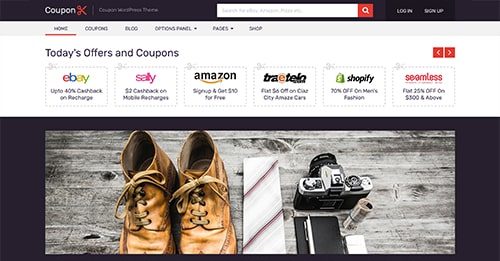 Coupon
Coupon WordPress Theme
Search for eBay, Amazon, Pizza etc..
LOG IN
SIGN UP
HOME
COUPONS
BLOG
OPTIONS PANEL
PAGES
SHOP
Today's Offers and Coupons
ebay
Upto 40% Cashback
on Recharge
sally
$2 Cashback on
Mobile Recharges
amazon
Signup & Get $10
for Free
Flat $6 Off on Claz
City Amaze Cars
shopify
70% OFF On Men's
Fashion
seamless
Flat 25% OFF On
$300 & Above